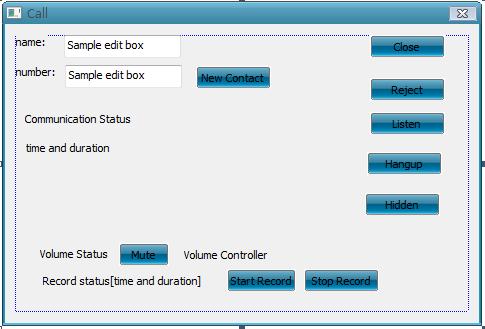 Call
name: Sample edit box Close
number: Sample edit box New Contact Reject
Communication Status Listen
time and duration Hangup
Hidden
Volume Status Mute Volume Controller
Record status[time and duration] Start Record Stop Record